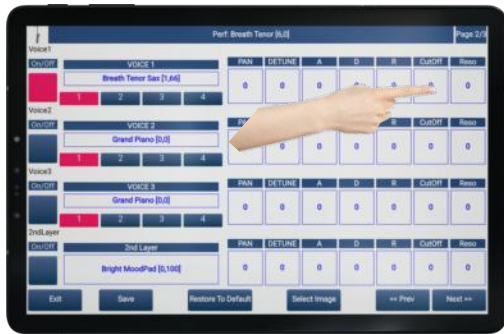 Perf: Breath Tenor [6,0] Page 2/3
Voice1
On/Off VOICE 1 PAN DETUNE A D R CutOff Reso
Breath Tenor Sax [1,66] 0 0 0 0 0
1 2 3 4
Voice2
On/Off VOICE 2 CutOff Reso
Grand Piano [0,0] 0 0 0 0 0 0
1 2 3 4
Voice3
On/Off VOICE 3 PAN DETUNE A D R CutOff Reso
Grand Piano [0,0] 0 0 0 0 0 0 0
1 2 3 4
2ndLayer
On/Off 2nd Layer PAN DETUNE A D R CutOff Reso
Bright MoodPad [0,100] 0 0 0 0 0 0 0
Exit Save Restore To Default Select Image << Prev Next >>